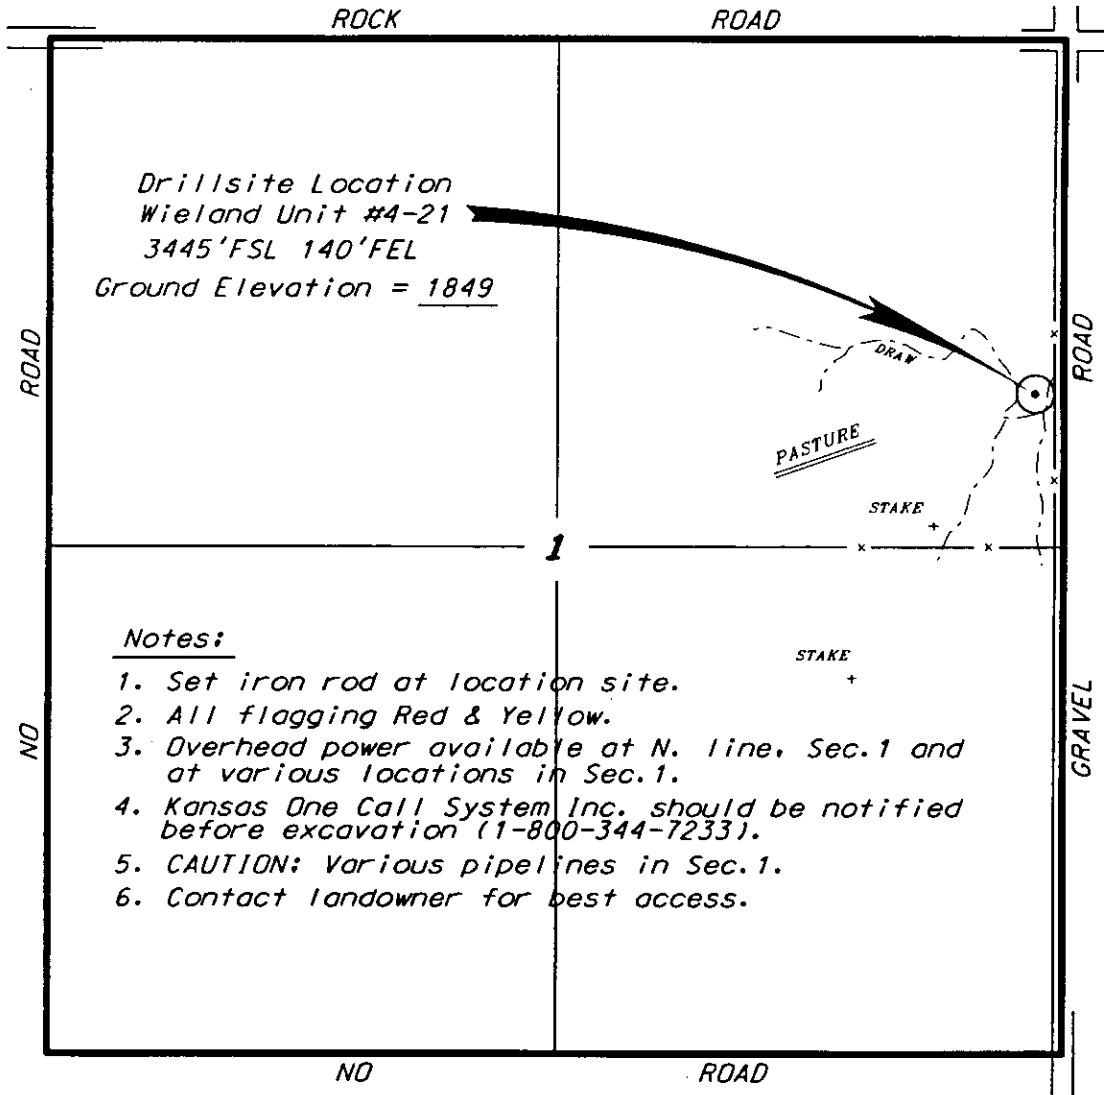 ROCK ROAD
Drillsite Location
Wieland Unit #4-21
3445'FSL 140'FEL
Ground Elevation = 1849
ROAD
ROAD
DRAW
PASTURE
STAKE
1
Notes:
STAKE
1. Set iron rod at location site.
2. All flagging Red & Yellow.
3. Overhead power available at N. line, Sec.1 and
at various locations in Sec.1.
4. Kansas One Call System Inc. should be notified
before excavation (1-800-344-7233).
5. CAUTION: Various pipelines in Sec.1.
6. Contact landowner for best access.
NO
GRAVEL
NO ROAD